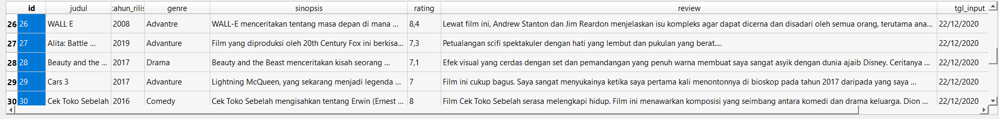 id judul tahun_rilis genre sinopsis rating review tgl_input
26 26 WALL E 2008 Advantre WALL-E menceritakan tentang masa depan di mana ... 8,4 Lewat film ini, Andrew Stanton dan Jim Reardon menjelaskan isu kompleks agar dapat dicerna dan disadari oleh semua orang, terutama ana... 22/12/2020
27 27 Alita: Battle ... 2019 Advanture Film yang diproduksi oleh 20th Century Fox ini berkisa... 7,3 Petualangan scifi spektakuler dengan hati yang lembut dan pukulan yang berat.... 22/12/2020
28 28 Beauty and the ... 2017 Drama Beauty and the Beast menceritakan kisah seorang ... 7,1 Efek visual yang cerdas dengan set dan pemandangan yang penuh warna membuat saya sangat asyik dengan dunia ajaib Disney. Ceritanya ... 22/12/2020
29 29 Cars 3 2017 Advanture Lightning McQueen, yang sekarang menjadi legenda ... 7 Film ini cukup bagus. Saya sangat menyukainya ketika saya pertama kali menontonnya di bioskop pada tahun 2017 daripada yang saya ... 22/12/2020
30 30 Cek Toko Sebelah 2016 Comedy Cek Toko Sebelah mengisahkan tentang Erwin (Ernest ... 8 Film Cek Toko Sebelah serasa melengkapi hidup. Film ini menawarkan komposisi yang seimbang antara komedi dan drama keluarga. Dion ... 22/12/2020